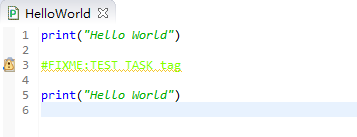 HelloWorld
1 print("Hello World")
2
3 #FIXME:TEST TASK tag
4
5 print("Hello World")
6